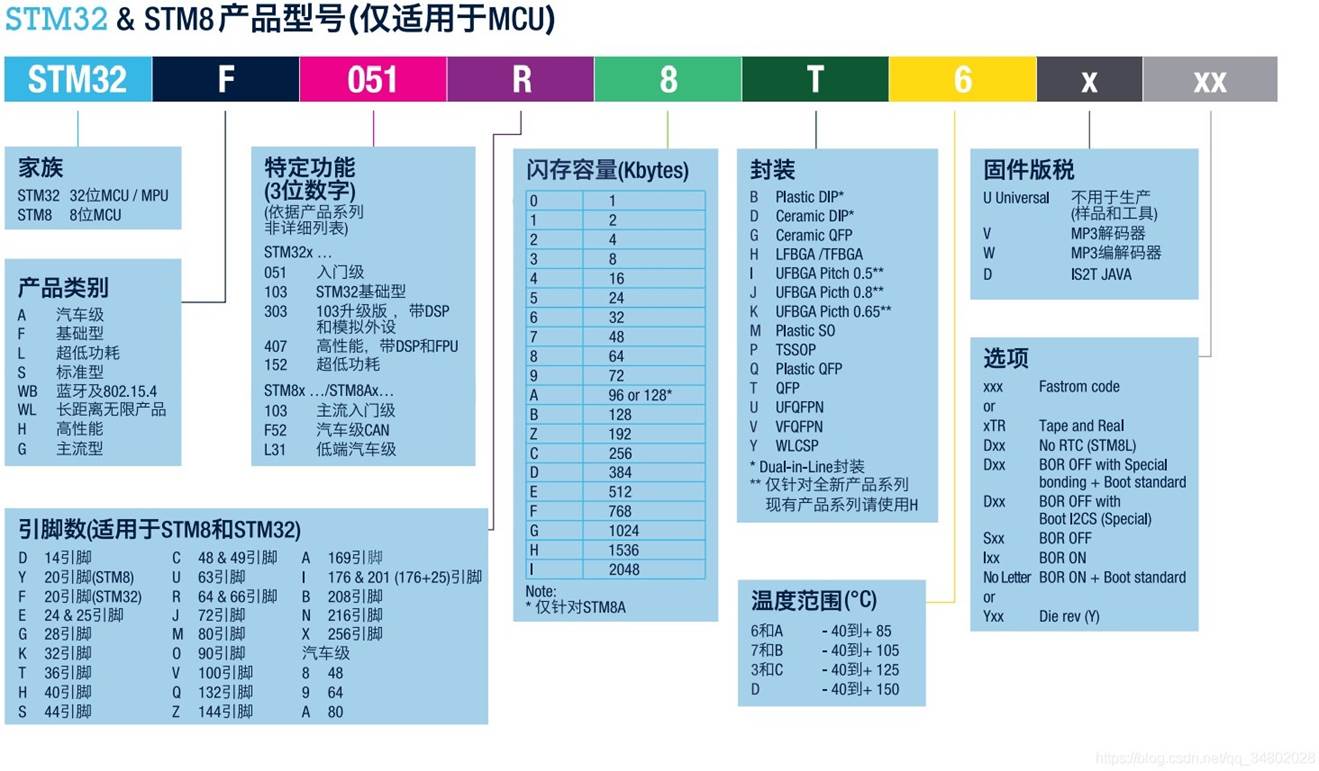 STM32 & STM8产品型号(仅适用于MCU)
STM32 F 051 R 8 T 6 x xx
家族
STM32 32位MCU / MPU
STM8 8位MCU
产品类别
A 汽车级
F 基础型
L 超低功耗
S 标准型
WB 蓝牙及802.15.4
WL 长距离无限产品
H 高性能
G 主流型
特定功能
(3位数字)
(依据产品系列
非详细列表)
STM32x …
051 入门级
103 STM32基础型
303 103升级版，带DSP
和模拟外设
407 高性能，带DSP和FPU
152 超低功耗
STM8x …/STM8Ax…
103 主流入门级
F52 汽车级CAN
L31 低端汽车级
引脚数(适用于STM8和STM32)
D 14引脚 C 48 & 49引脚 A 169引脚
Y 20引脚(STM8) U 63引脚 I 176 & 201 (176+25)引脚
F 20引脚(STM32) R 64 & 66引脚 B 208引脚
E 24 & 25引脚 J 72引脚 N 216引脚
G 28引脚 M 80引脚 X 256引脚
K 32引脚 O 90引脚 汽车级
T 36引脚 V 100引脚 8 48
H 40引脚 Q 132引脚 9 64
S 44引脚 Z 144引脚 A 80
闪存容量(Kbytes)
0 1
1 2
2 4
3 8
4 16
5 24
6 32
7 48
8 64
9 72
A 96 or 128*
B 128
Z 192
C 256
D 384
E 512
F 768
G 1024
H 1536
I 2048
Note:
* 仅针对STM8A
封装
B Plastic DIP*
D Ceramic DIP*
G Ceramic QFP
H LFBGA /TFBGA
I UFBGA Pitch 0.5**
J UFBGA Picth 0.8**
K UFBGA Picth 0.65**
M Plastic SO
P TSSOP
Q Plastic QFP
T QFP
U UFQFPN
V VFQFPN
Y WLCSP
* Dual-in-Line封装
** 仅针对全新产品系列
现有产品系列请使用H
温度范围(°C)
6和A - 40到+ 85
7和B - 40到+ 105
3和C - 40到+ 125
D - 40到+ 150
固件版税
U Universal 不用于生产
(样品和工具)
V MP3解码器
W MP3编解码器
D IS2T JAVA
选项
xxx Fastrom code
or
xTR Tape and Real
Dxx No RTC (STM8L)
Dxx BOR OFF with Special
bonding + Boot standard
Dxx BOR OFF with
Boot I2CS (Special)
Sxx BOR OFF
Ixx BOR ON
No Letter BOR ON + Boot standard
or
Yxx Die rev (Y)
https://blog.csdn.net/qq_34802028